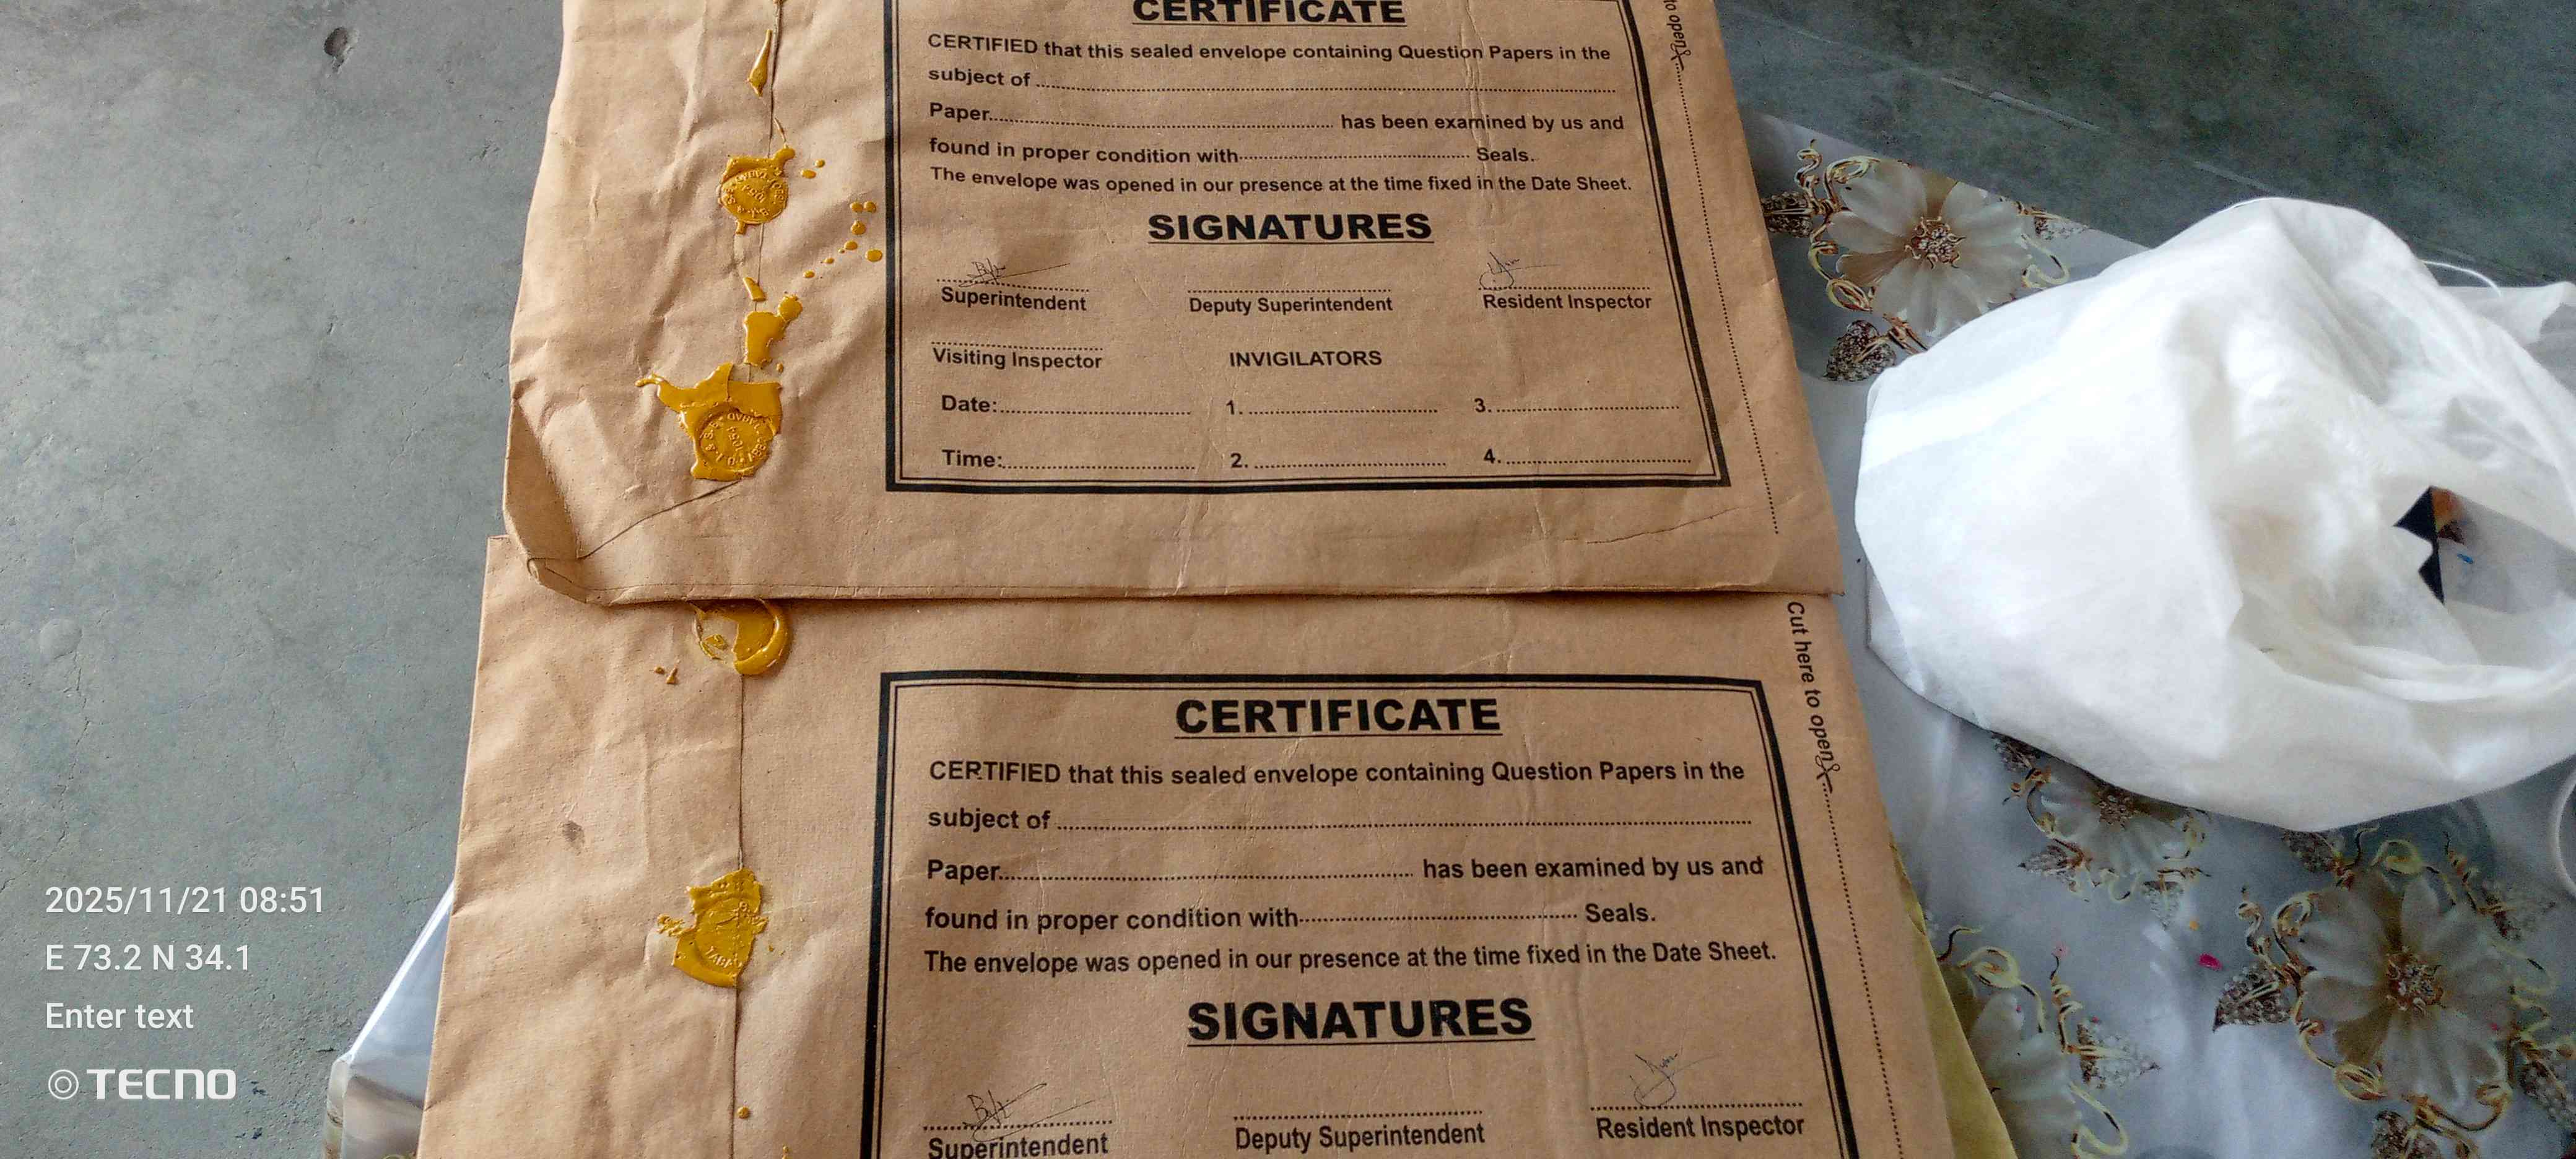 CERTIFICATE
CERTIFIED that this sealed envelope containing Question Papers in the
subject of
Paper has been examined by us and
found in proper condition with Seals.
The envelope was opened in our presence at the time fixed in the Date Sheet.
SIGNATURES
Superintendent Deputy Superintendent Resident Inspector
Visiting Inspector INVIGILATORS
Date: 1. 3.
Time: 2. 4.
to open
Cut here to open
CERTIFICATE
CERTIFIED that this sealed envelope containing Question Papers in the
subject of
Paper has been examined by us and
found in proper condition with Seals.
The envelope was opened in our presence at the time fixed in the Date Sheet.
SIGNATURES
Superintendent Deputy Superintendent Resident Inspector
2025/11/21 08:51
E 73.2 N 34.1
Enter text
TECNO